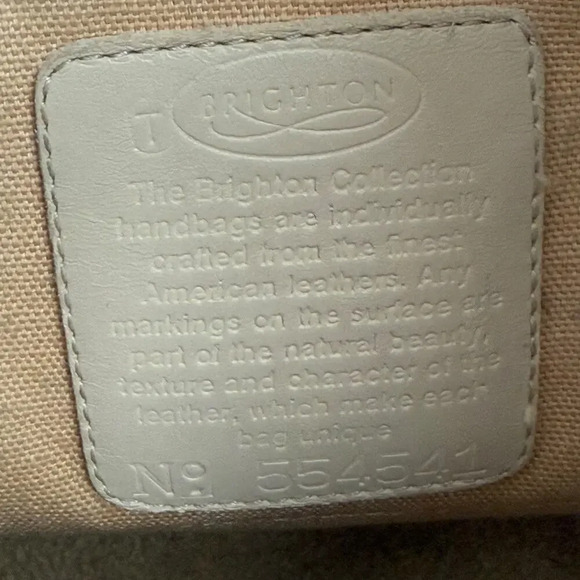 BRIGHTON
T
The Brighton Collection
handbags are individually
crafted from the finest
American leathers. Any
markings on the surface are
part of the natural beauty,
texture and character of the
leather, which make each
bag unique
No. 554541